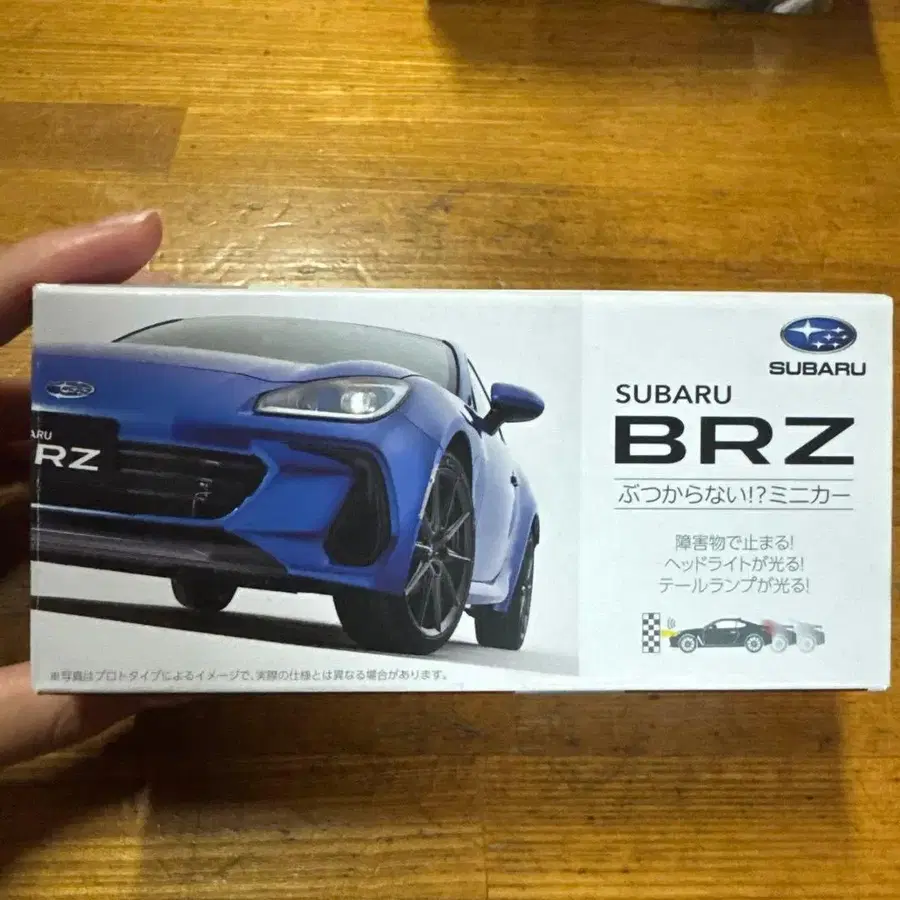 SUBARU
SUBARU
BRZ
ぶつからない!?ミニカー
障害物で止まる!
ヘッドライトが光る!
テールランプが光る!
ARU
RZ
※写真はプロトタイプによるイメージで、実際の仕様とは異なる場合があります。